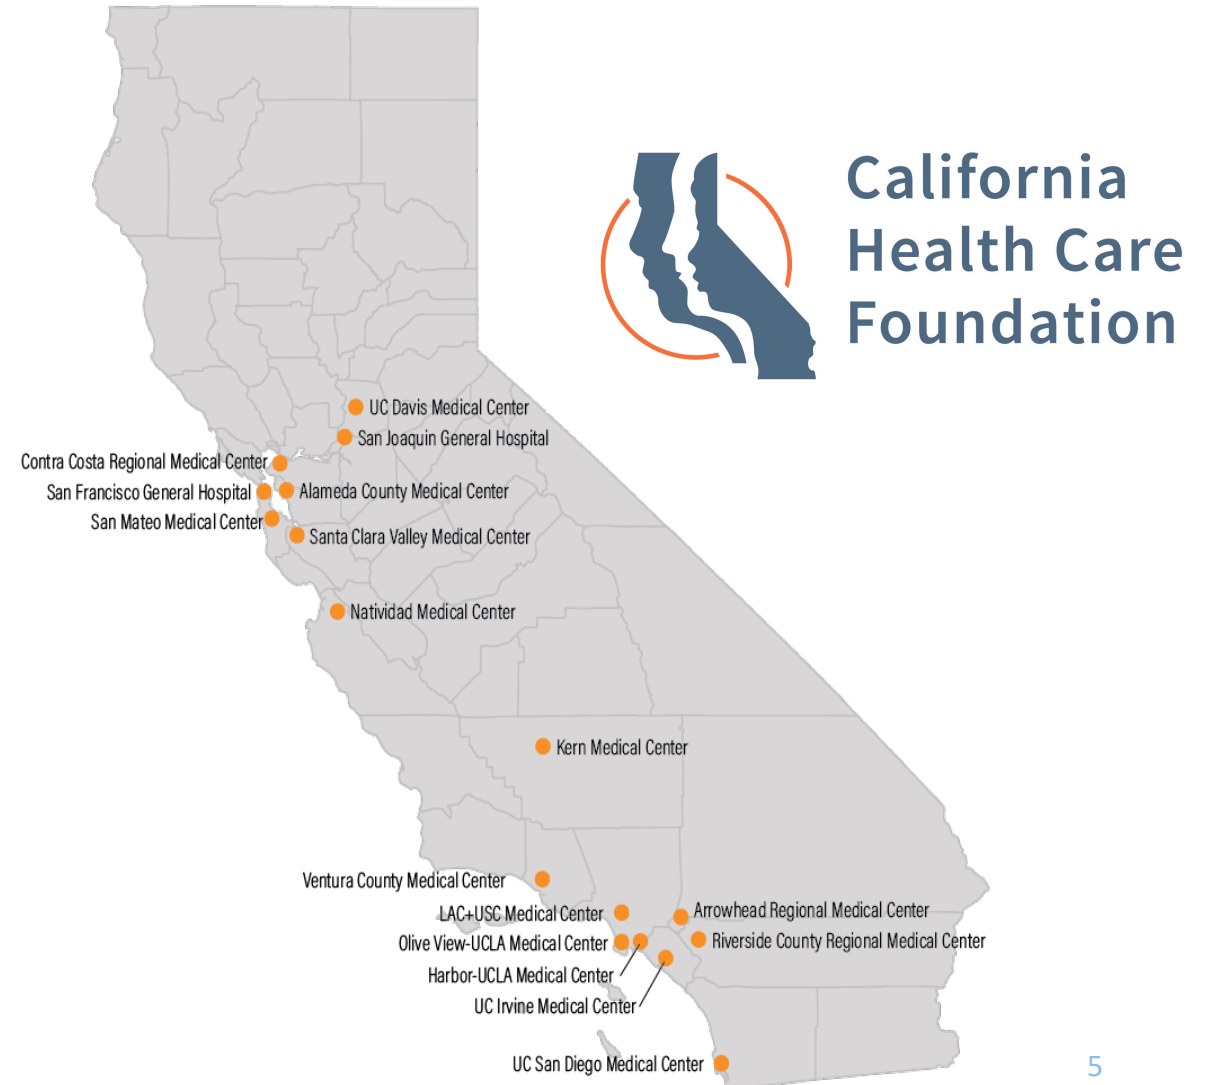 California
Health Care
Foundation
UC Davis Medical Center
San Joaquin General Hospital
Contra Costa Regional Medical Center
San Francisco General Hospital
Alameda County Medical Center
San Mateo Medical Center
Santa Clara Valley Medical Center
Natividad Medical Center
Kern Medical Center
Ventura County Medical Center
LAC+USC Medical Center
Arrowhead Regional Medical Center
Olive View-UCLA Medical Center
Riverside County Regional Medical Center
Harbor-UCLA Medical Center
UC Irvine Medical Center
UC San Diego Medical Center
5